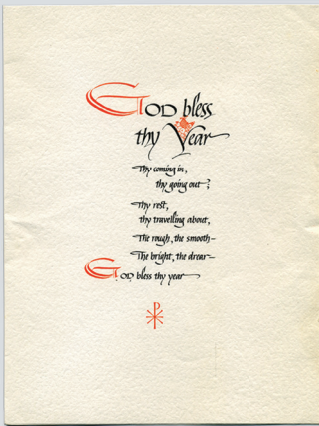 God bless
thy Year
Thy coming in,
thy going out,
Thy rest,
thy travelling about,
The rough, the smooth—
The bright, the drear—
God bless thy year